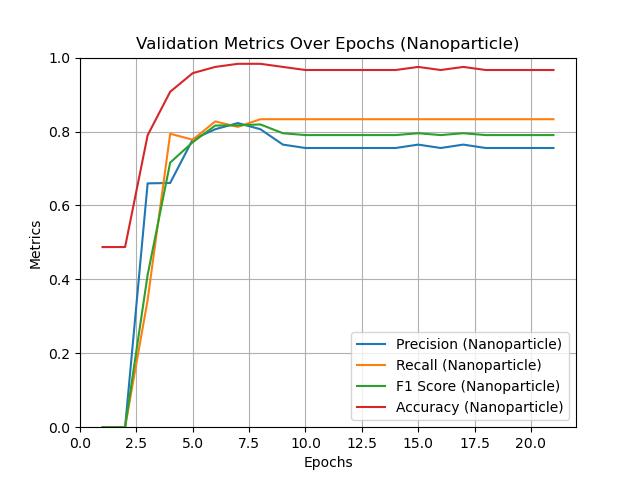 Validation Metrics Over Epochs (Nanoparticle)
1.0
0.8
0.6
0.4
0.2
0.0
Metrics
0.0 2.5 5.0 7.5 10.0 12.5 15.0 17.5 20.0
Epochs
Precision (Nanoparticle)
Recall (Nanoparticle)
F1 Score (Nanoparticle)
Accuracy (Nanoparticle)